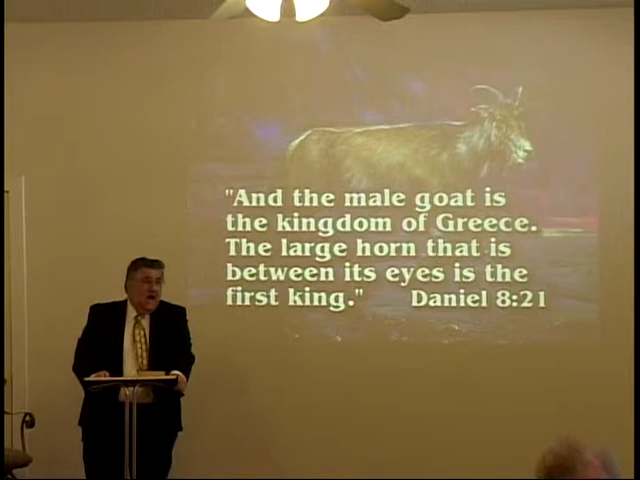 "And the male goat is
the kingdom of Greece.
The large horn that is
between its eyes is the
first king." Daniel 8:21